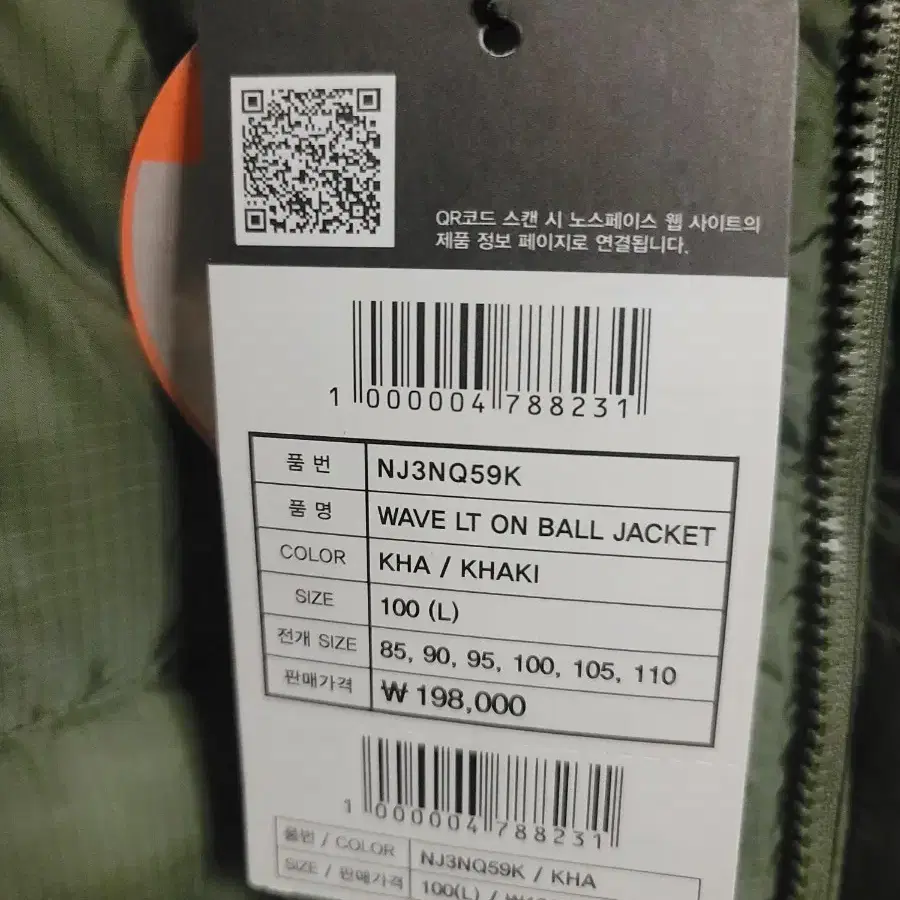 QR코드 스캔 시 노스페이스 웹 사이트의
제품 정보 페이지로 연결됩니다.
1 000004 788231
품 번 NJ3NQ59K
품 명 WAVE LT ON BALL JACKET
COLOR KHA / KHAKI
SIZE 100 (L)
전개 SIZE 85, 90, 95, 100, 105, 110
판매가격 ₩ 198,000
1 000004 788231
품번 / COLOR NJ3NQ59K / KHA
SIZE / 판매가격 100(L) /